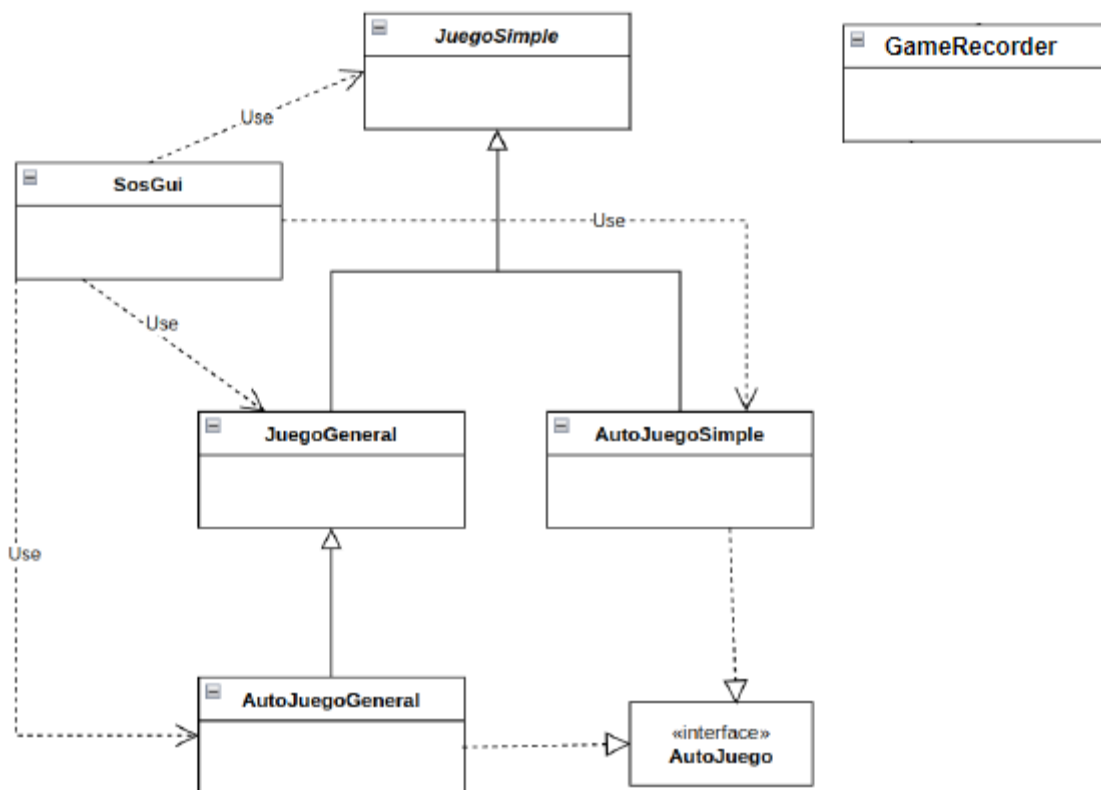 JuegoSimple
GameRecorder
Use
SosGui
Use
Use
JuegoGeneral
AutoJuegoSimple
Use
AutoJuegoGeneral
«interface»
AutoJuego